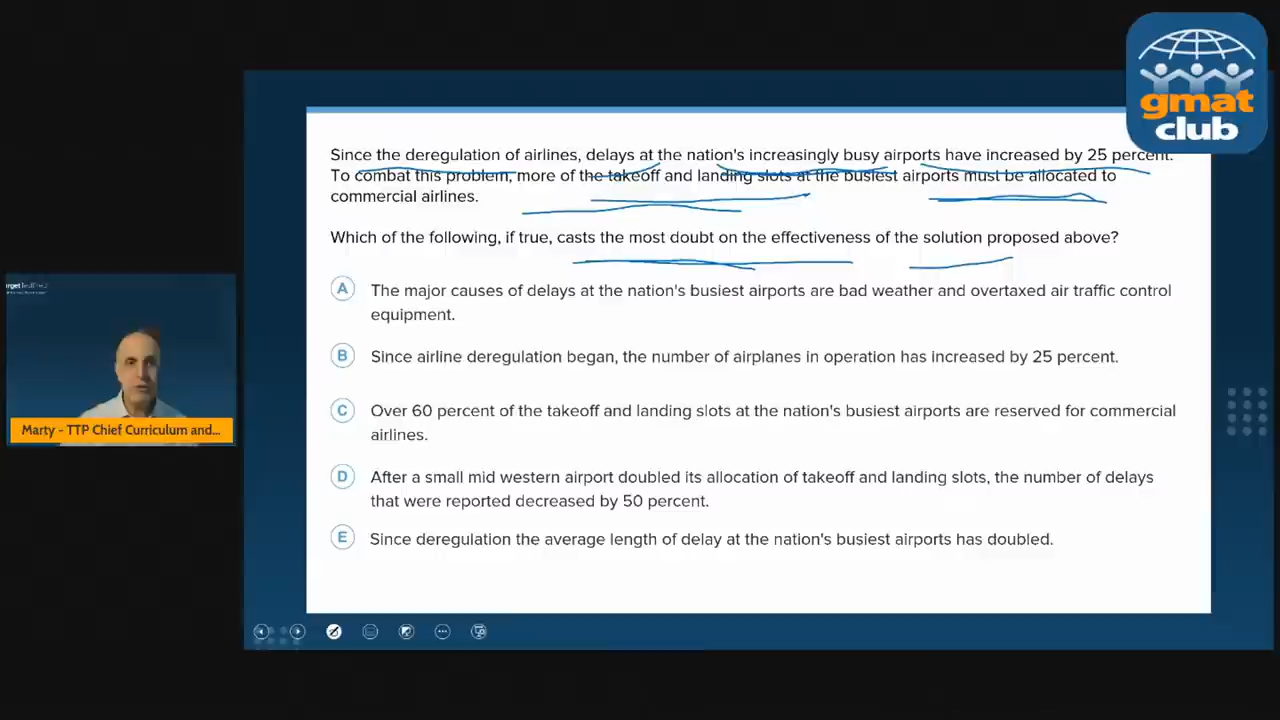 gmat
club
Since the deregulation of airlines, delays at the nation's increasingly busy airports have increased by 25 percent.
To combat this problem, more of the takeoff and landing slots at the busiest airports must be allocated to
commercial airlines.
Which of the following, if true, casts the most doubt on the effectiveness of the solution proposed above?
A The major causes of delays at the nation's busiest airports are bad weather and overtaxed air traffic control
equipment.
B Since airline deregulation began, the number of airplanes in operation has increased by 25 percent.
C Over 60 percent of the takeoff and landing slots at the nation's busiest airports are reserved for commercial
airlines.
D After a small mid western airport doubled its allocation of takeoff and landing slots, the number of delays
that were reported decreased by 50 percent.
E Since deregulation the average length of delay at the nation's busiest airports has doubled.
Marty - TTP Chief Curriculum and...